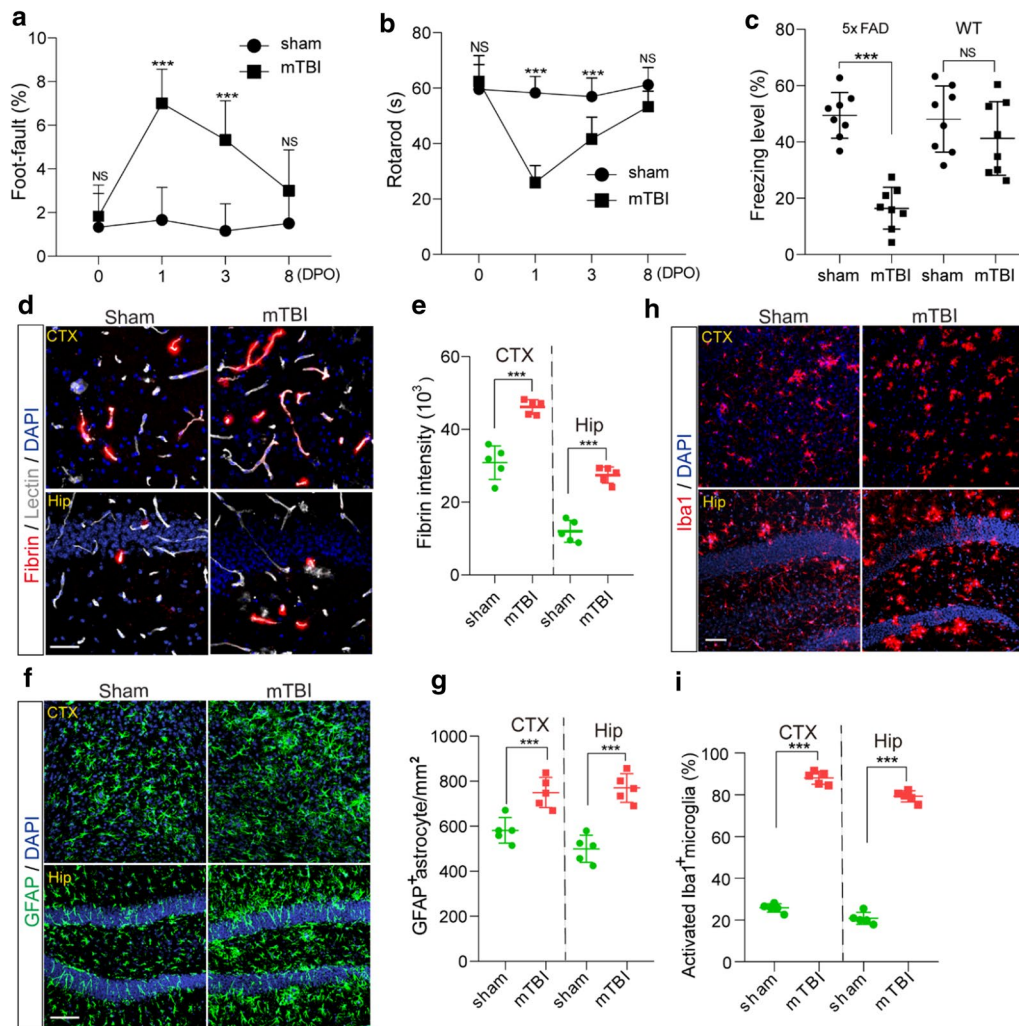 a
Foot-fault (%)
10
8
6
4
2
0
sham
mTBI
NS
***
***
NS
0 1 3 8 (DPO)
b
Rotarod (s)
80
60
40
20
0
NS
***
***
NS
sham
mTBI
0 1 3 8 (DPO)
c
Freezing level (%)
80
60
40
20
0
5x FAD WT
*** NS
sham mTBI sham mTBI
d
Sham mTBI
Fibrin / Lectin / DAPI
CTX
Hip
e
Fibrin intensity (10³)
60
40
20
0
CTX
***
Hip
***
sham mTBI sham mTBI
h
Sham mTBI
Iba1 / DAPI
CTX
Hip
f
Sham mTBI
GFAP / DAPI
CTX
Hip
g
GFAP⁺astrocyte/mm²
1000
800
600
400
200
0
CTX Hip
*** ***
sham mTBI sham mTBI
i
Activated Iba1⁺microglia (%)
100
80
60
40
20
0
CTX
***
Hip
***
sham mTBI sham mTBI